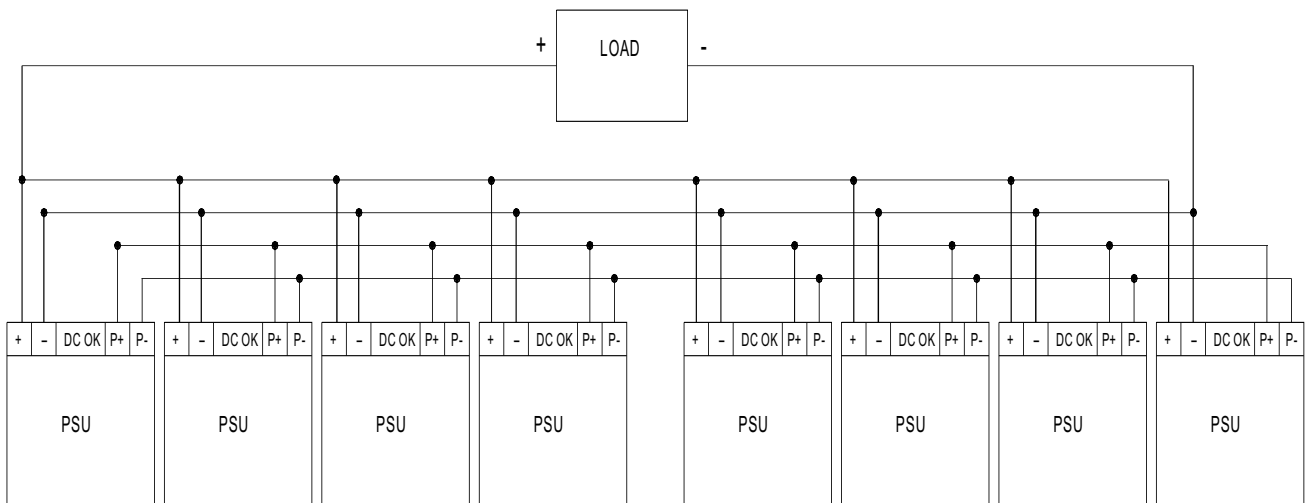 + LOAD -
+ – DC OK P+ P- + – DC OK P+ P- + – DC OK P+ P- + – DC OK P+ P- + – DC OK P+ P- + – DC OK P+ P- + – DC OK P+ P- + – DC OK P+ P-
PSU PSU PSU PSU PSU PSU PSU PSU